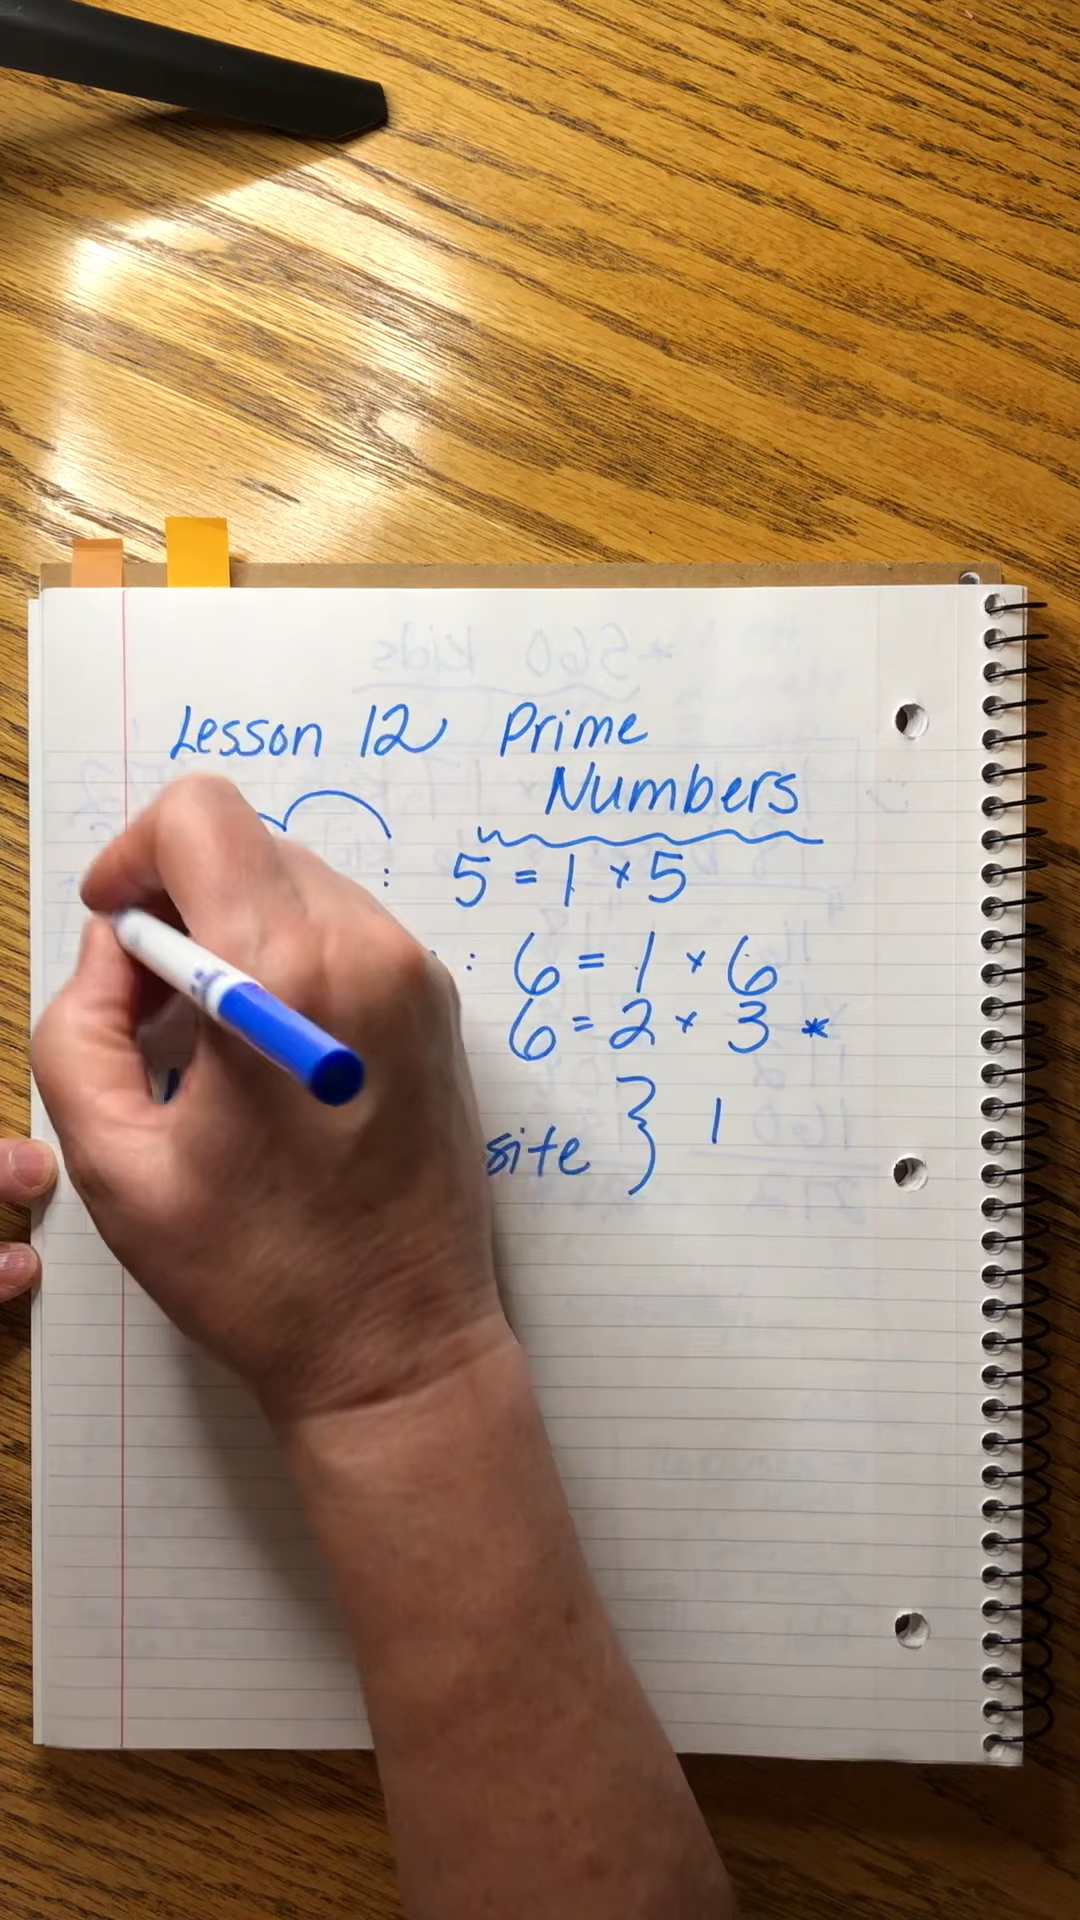 Lesson 12 Prime
Numbers
: 5 = 1 × 5
: 6 = 1 × 6
6 = 2 × 3 *
site } 1